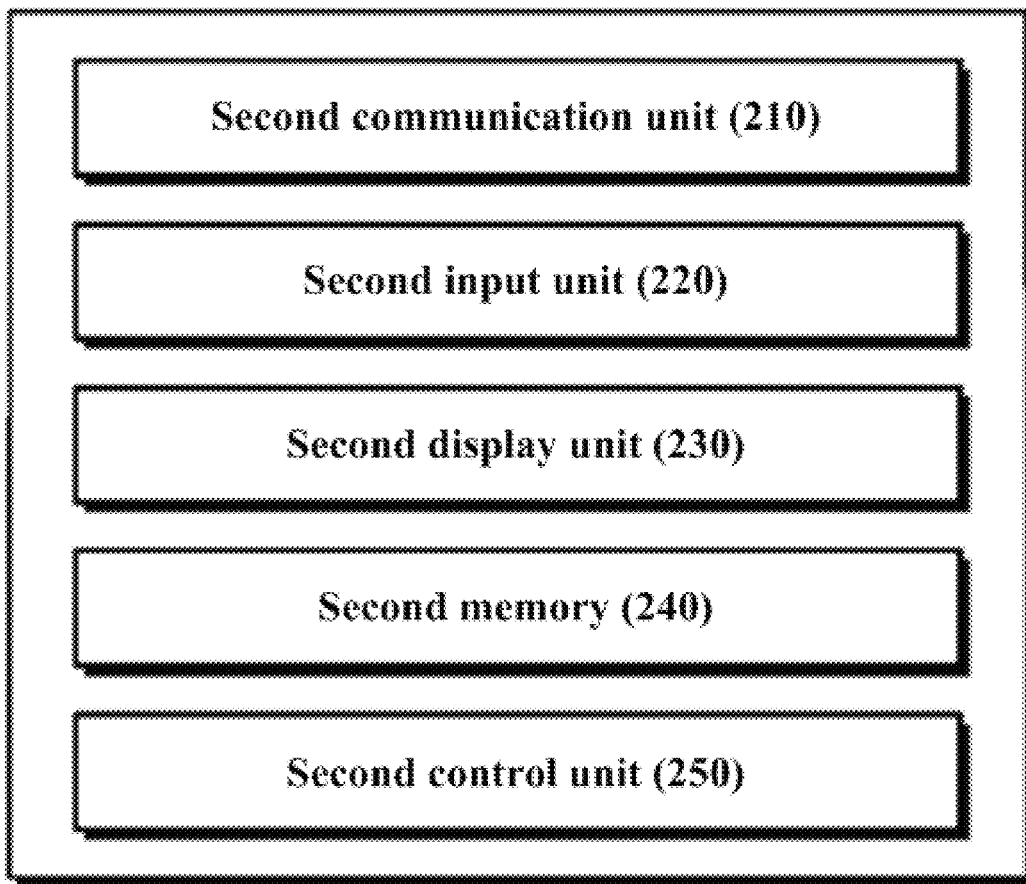 Second communication unit (210)
Second input unit (220)
Second display unit (230)
Second memory (240)
Second control unit (250)